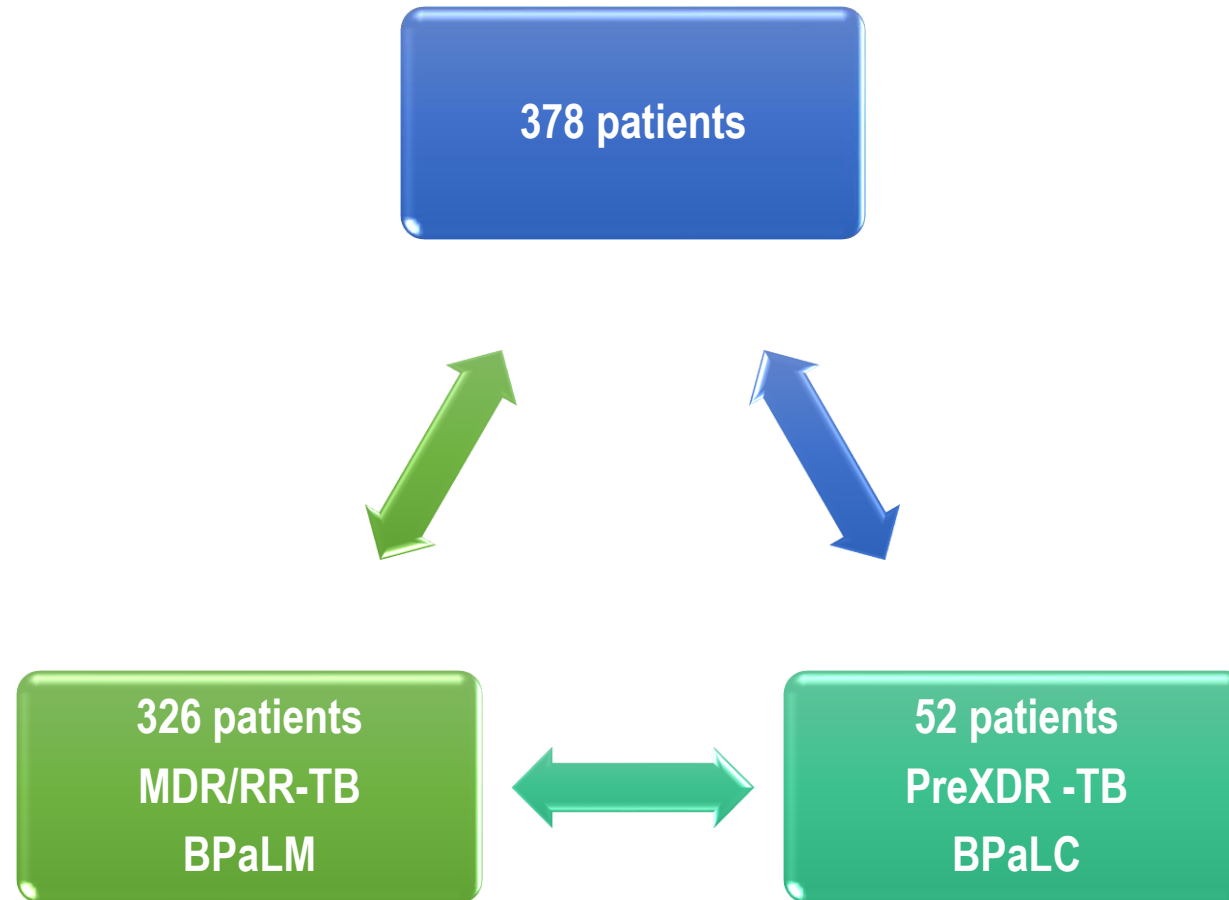 378 patients
326 patients
MDR/RR-TB
BPaLM
52 patients
PreXDR -TB
BPaLC